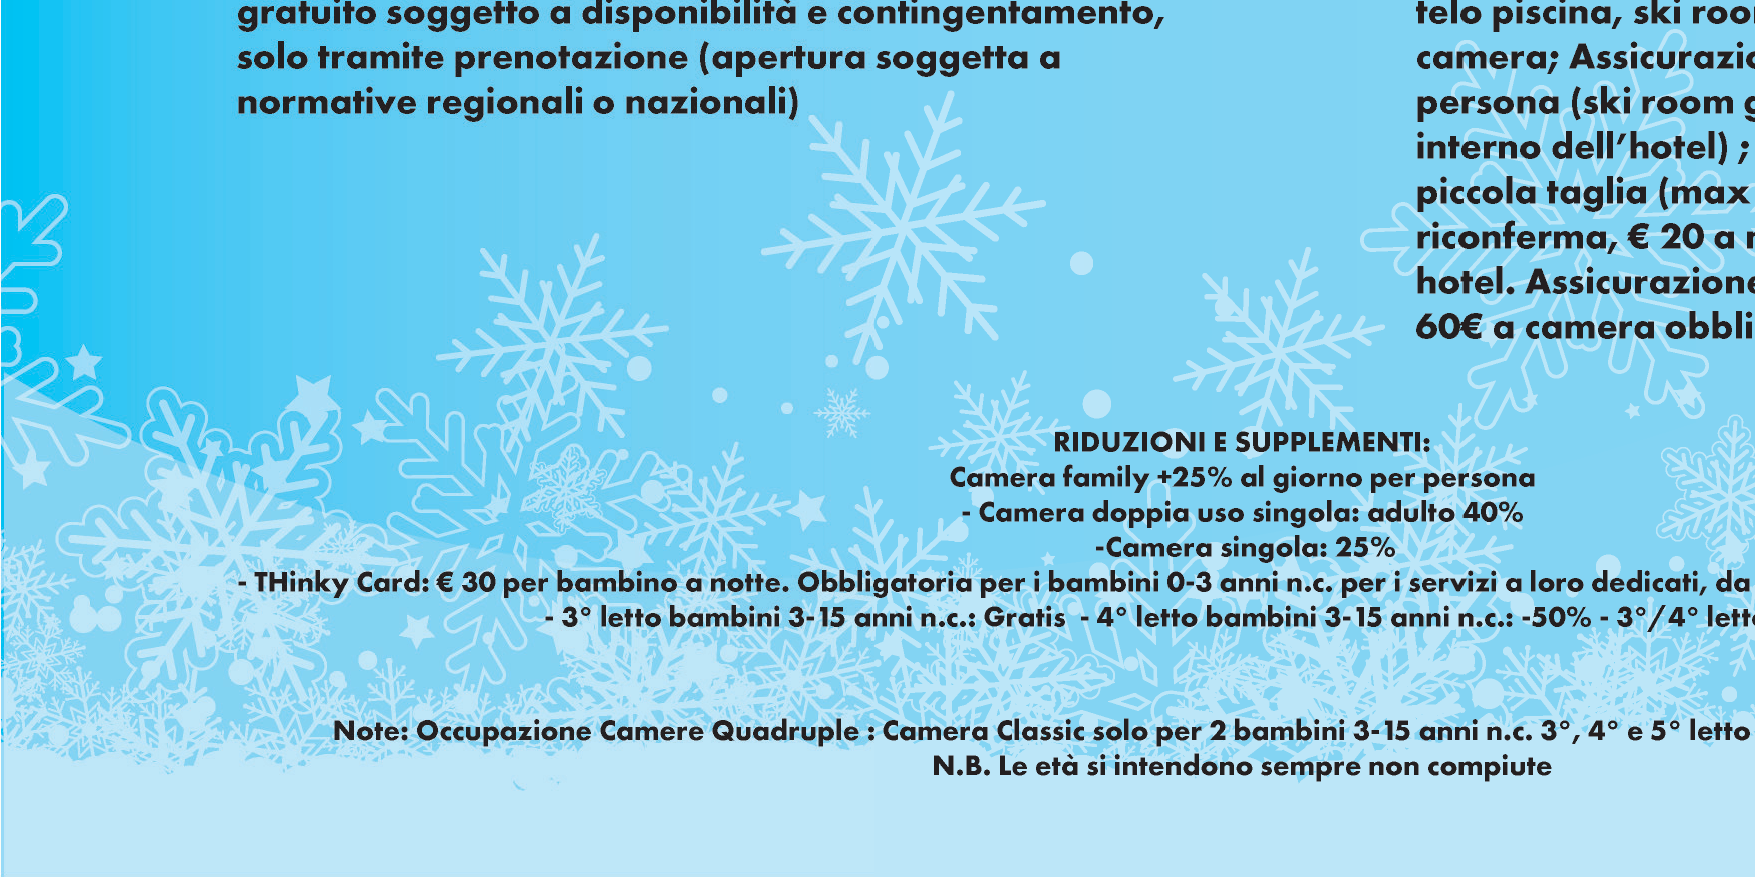 gratuito soggetto a disponibilità e contingentamento,
solo tramite prenotazione (apertura soggetta a
normative regionali o nazionali)
telo piscina, ski
camera;
persona (ski room
interno dell'hotel) ;
piccola taglia (max
riconferma, € 20 a
hotel. Assicurazione
60€ a camera
RIDUZIONI E SUPPLEMENTI:
Camera family +25% al giorno per persona
- Camera doppia uso singola: adulto 40%
-Camera singola: 25%
- THinky Card: € 30 per bambino a notte. Obbligatoria per i bambini 0-3 anni n.c. per i servizi a loro dedicati, da
- 3° letto bambini 3-15 anni n.c.: Gratis - 4° letto bambini 3-15 anni n.c.: -50% - 3°/4°
Note: Occupazione Camere Quadruple : Camera Classic solo per 2 bambini 3-15 anni n.c. 3°, 4° e 5° letto
N.B. Le età si intendono sempre non compiute